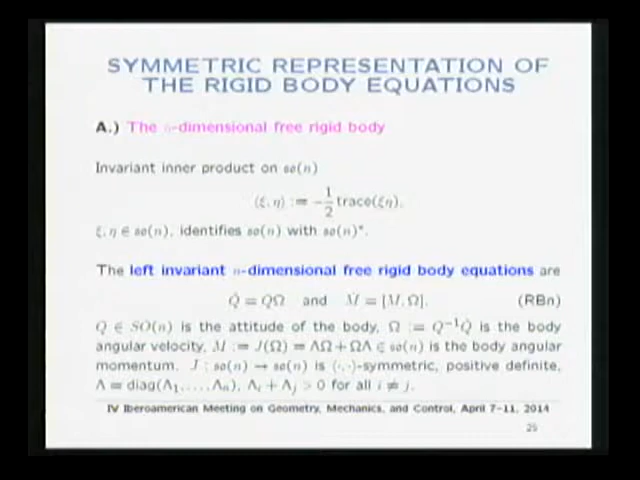 SYMMETRIC REPRESENTATION OF
THE RIGID BODY EQUATIONS
A.) The n-dimensional free rigid body
Invariant inner product on so(n)
⟨ξ, η⟩ := −1/2 trace(ξη),
ξ, η ∈ so(n), identifies so(n) with so(n)*.
The left invariant n-dimensional free rigid body equations are
Q̇ = QΩ and Ṁ = [M, Ω], (RBn)
Q ∈ SO(n) is the attitude of the body, Ω := Q⁻¹Q̇ is the body
angular velocity, M := J(Ω) = ΛΩ + ΩΛ ∈ so(n) is the body angular
momentum. J : so(n) → so(n) is ⟨·, ·⟩-symmetric, positive definite,
Λ = diag(Λ₁, . . . , Λₙ), Λᵢ + Λⱼ > 0 for all i ≠ j.
IV Iberoamerican Meeting on Geometry, Mechanics, and Control, April 7-11, 2014
25